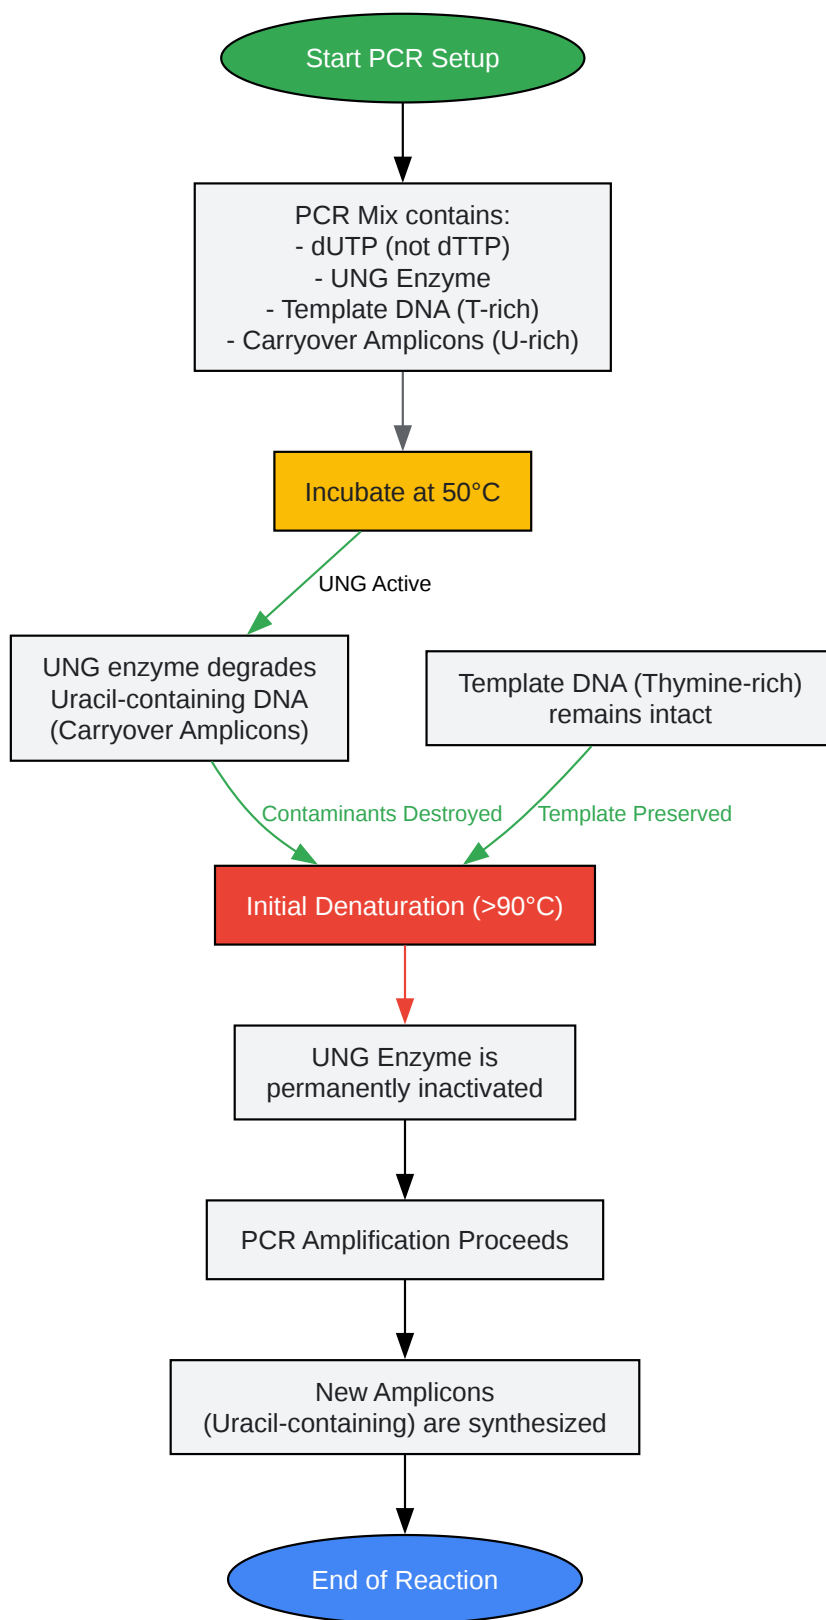 Start PCR Setup
PCR Mix contains:
- dUTP (not dTTP)
- UNG Enzyme
- Template DNA (T-rich)
- Carryover Amplicons (U-rich)
Incubate at 50°C
UNG Active
UNG enzyme degrades
Uracil-containing DNA
(Carryover Amplicons)
Template DNA (Thymine-rich)
remains intact
Contaminants Destroyed
Template Preserved
Initial Denaturation (>90°C)
UNG Enzyme is
permanently inactivated
PCR Amplification Proceeds
New Amplicons
(Uracil-containing) are synthesized
End of Reaction